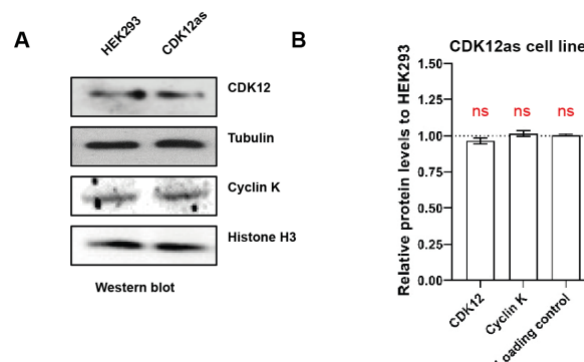 A
HEK293
CDK12as
CDK12
Tubulin
Cyclin K
Histone H3
Western blot
B
CDK12as cell line
Relative protein levels to HEK293
1.50
1.25
1.00
0.75
0.50
0.25
0.00
ns
ns
ns
CDK12
Cyclin K
Loading control